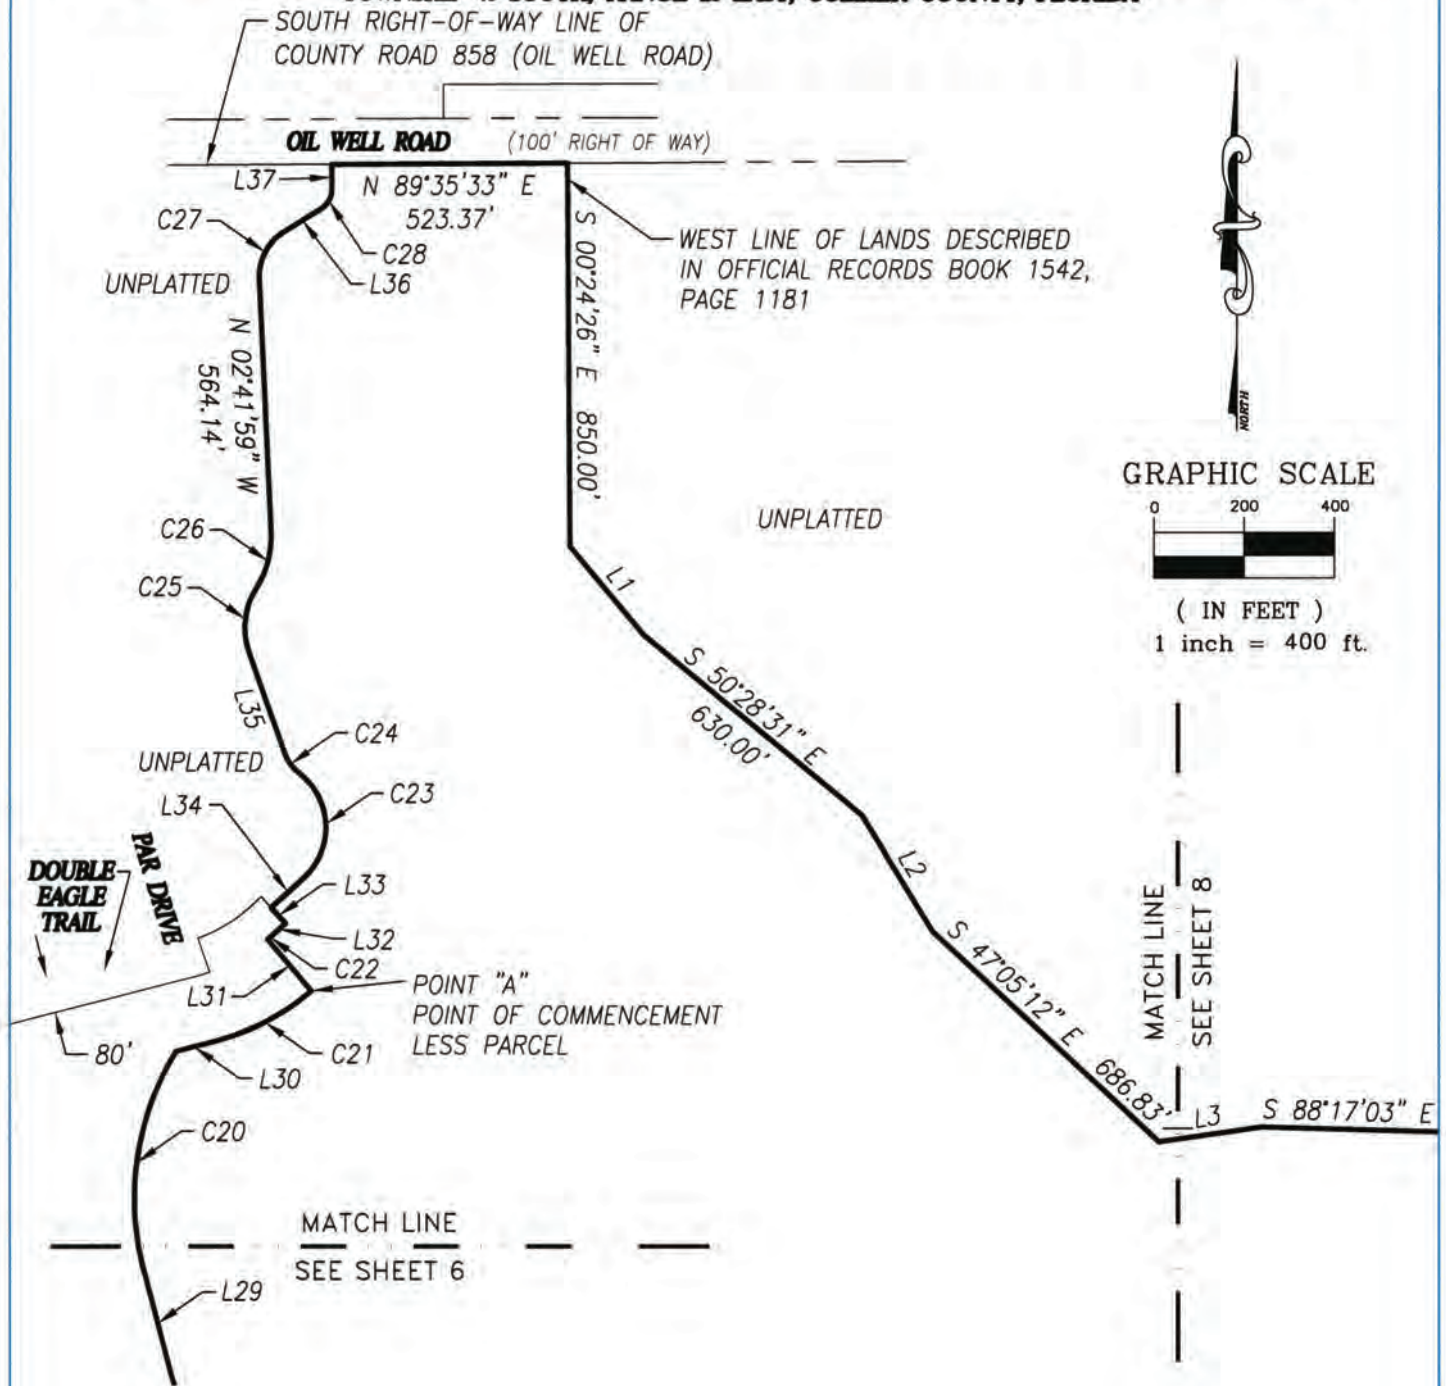 SOUTH RIGHT-OF-WAY LINE OF
COUNTY ROAD 858 (OIL WELL ROAD)
OIL WELL ROAD (100' RIGHT OF WAY)
L37
N 89°35'33" E
523.37'
C27
C28
L36
UNPLATTED
S 00°24'26" E 850.00'
WEST LINE OF LANDS DESCRIBED
IN OFFICIAL RECORDS BOOK 1542,
PAGE 1181
N 02°41'59" W
564.14'
NORTH
GRAPHIC SCALE
0 200 400
( IN FEET )
1 inch = 400 ft.
UNPLATTED
C26
C25
L1
S 50°28'31" E
630.00'
L35
C24
UNPLATTED
C23
L34
PAR DRIVE
DOUBLE
EAGLE
TRAIL
L33
L32
C22
L31
L2
S 47°05'12" E 686.83'
MATCH LINE
SEE SHEET 8
POINT "A"
POINT OF COMMENCEMENT
LESS PARCEL
80'
C21
L30
C20
L3
S 88°17'03" E
MATCH LINE
SEE SHEET 6
L29